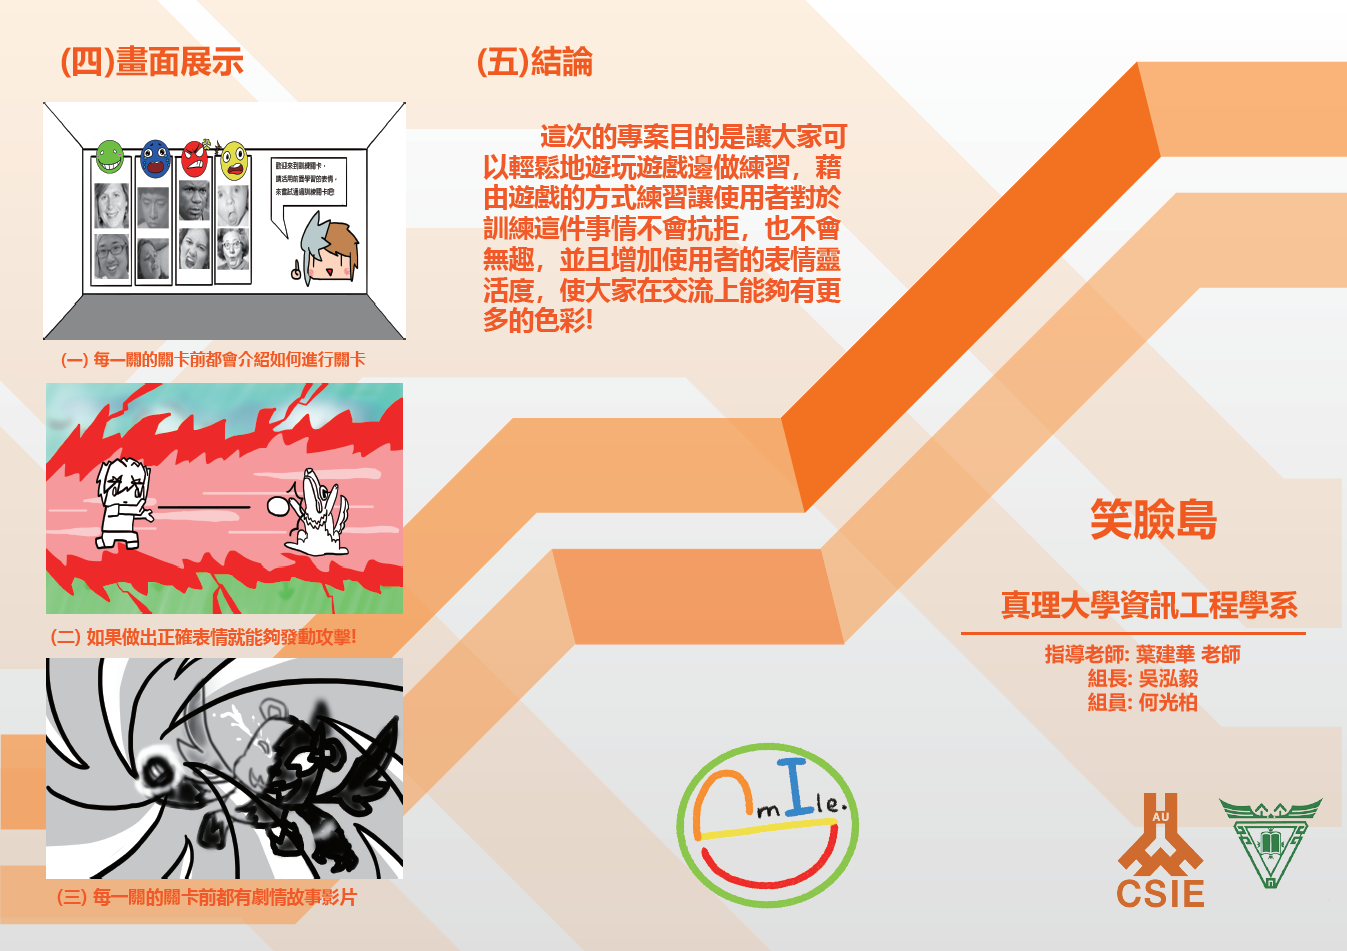 (四)畫面展示
歡迎來到訓練關卡，
請活用前面學習的表情，
來嘗試通過訓練關卡吧!
(一) 每一關的關卡前都會介紹如何進行關卡
(二) 如果做出正確表情就能夠發動攻擊!
(三) 每一關的關卡前都有劇情故事影片
(五)結論
這次的專案目的是讓大家可
以輕鬆地遊玩遊戲邊做練習，藉
由遊戲的方式練習讓使用者對於
訓練這件事情不會抗拒，也不會
無趣，並且增加使用者的表情靈
活度，使大家在交流上能夠有更
多的色彩!
smIle.
笑臉島
真理大學資訊工程學系
指導老師: 葉建華 老師
組長: 吳泓毅
組員: 何光柏
AU
CSIE